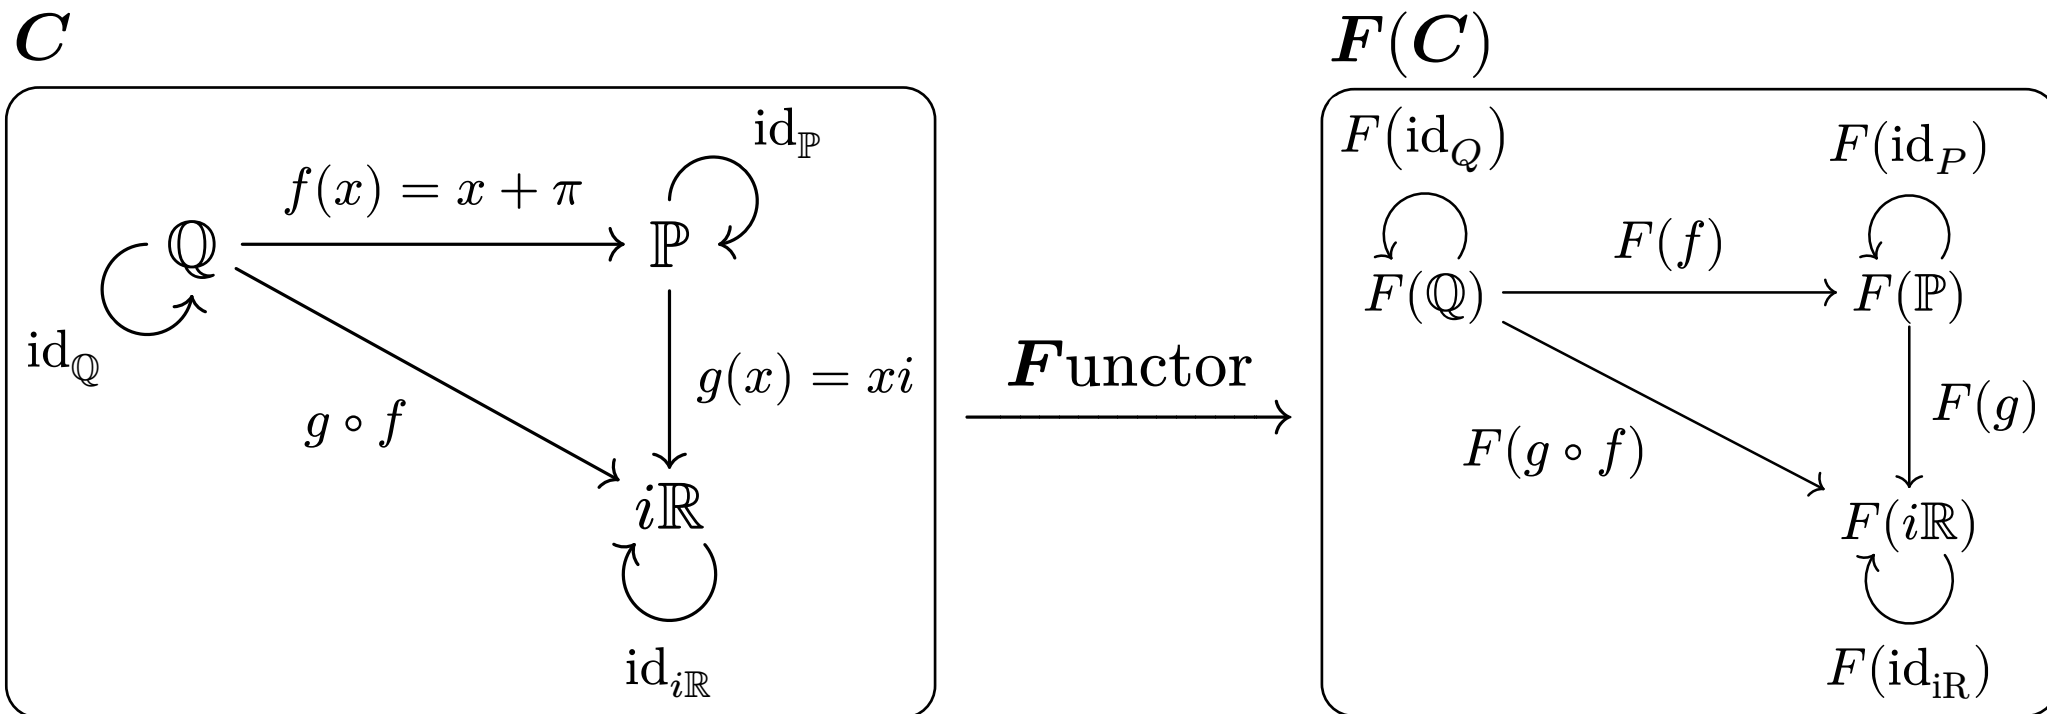 C
id_ℙ
f(x) = x + π
ℚ
ℙ
id_ℚ
g(x) = xi
g ∘ f
iℝ
id_iℝ
Functor
F(C)
F(id_Q)
F(id_P)
F(f)
F(ℚ)
F(ℙ)
F(g)
F(g ∘ f)
F(iℝ)
F(id_iR)